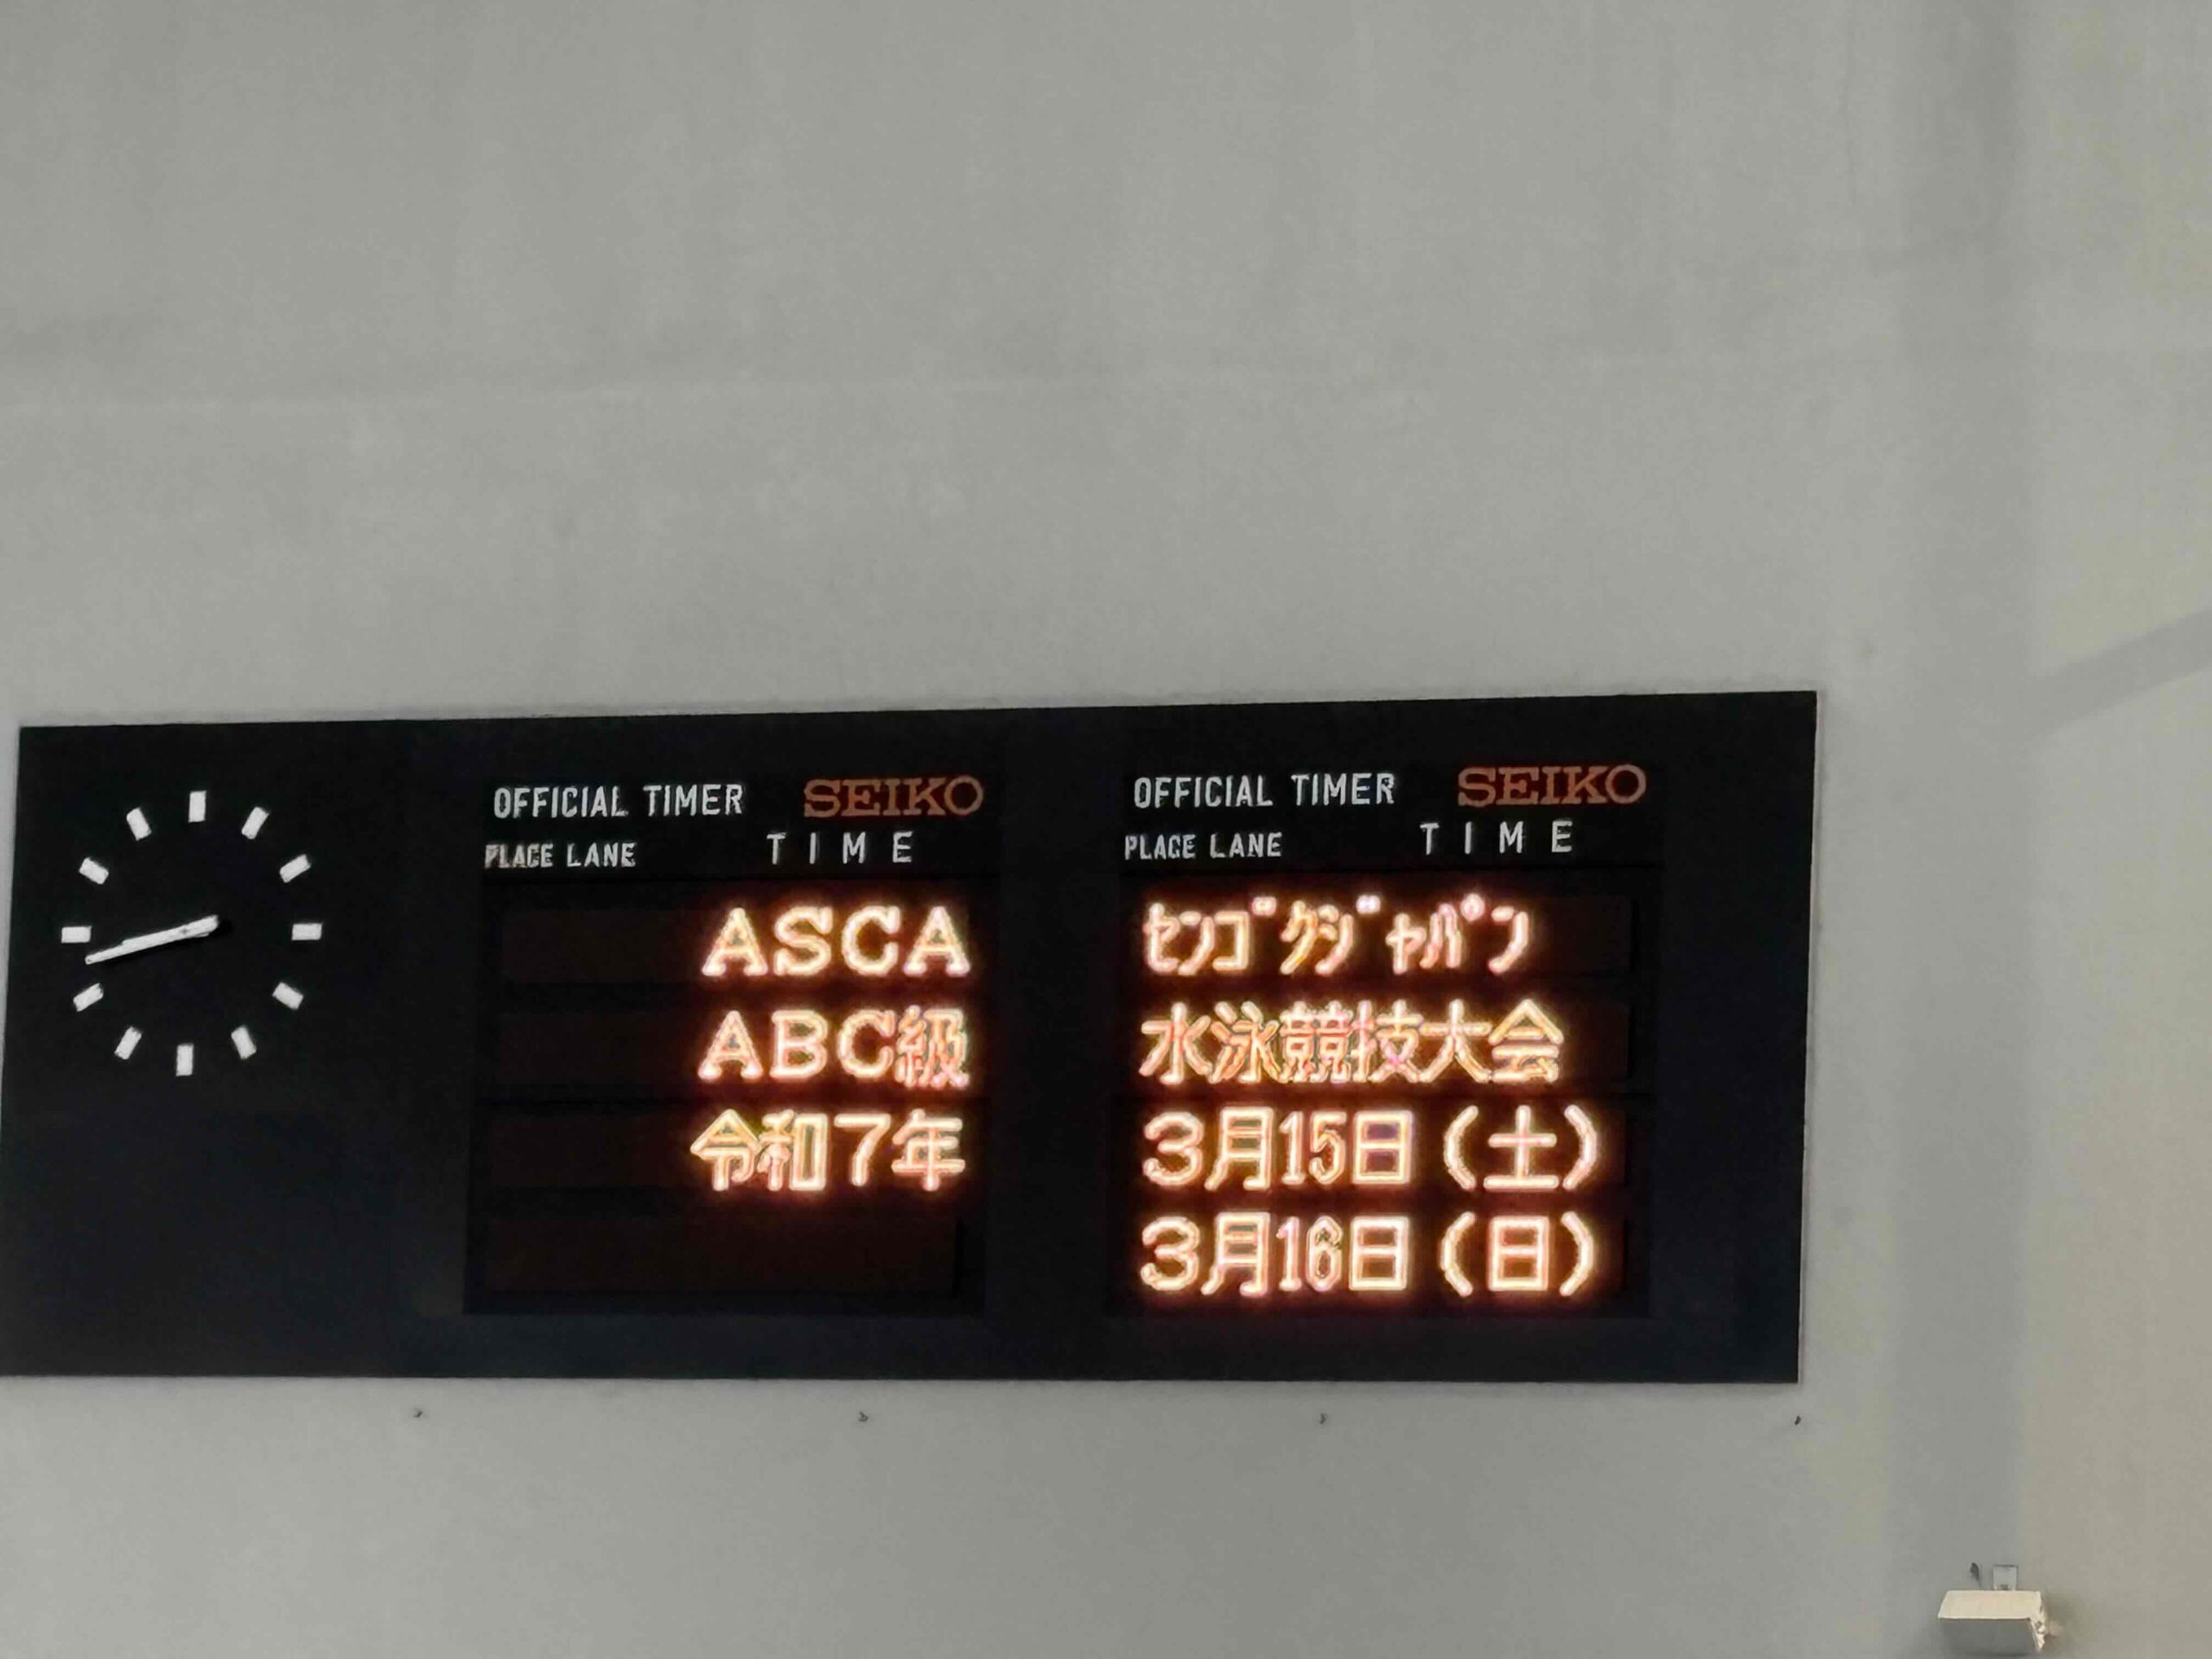 OFFICIAL TIMER SEIKO
PLACE LANE TIME
ASCA
ABC級
令和7年
OFFICIAL TIMER SEIKO
PLACE LANE TIME
ｾﾝｺﾞｸｼﾞｬﾊﾟﾝ
水泳競技大会
3月15日(土)
3月16日(日)